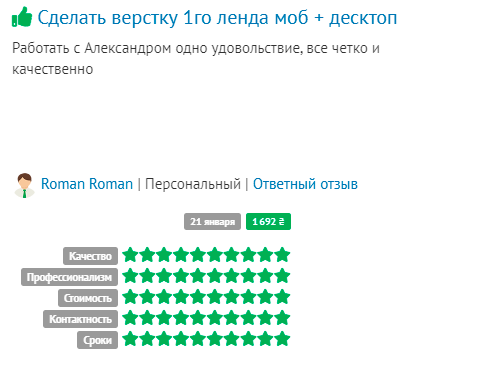 Сделать верстку 1го ленда моб + десктоп
Работать с Александром одно удовольствие, все четко и
качественно
Roman Roman | Персональный | Ответный отзыв
21 января 1 692 ₴
Качество
Профессионализм
Стоимость
Контактность
Сроки